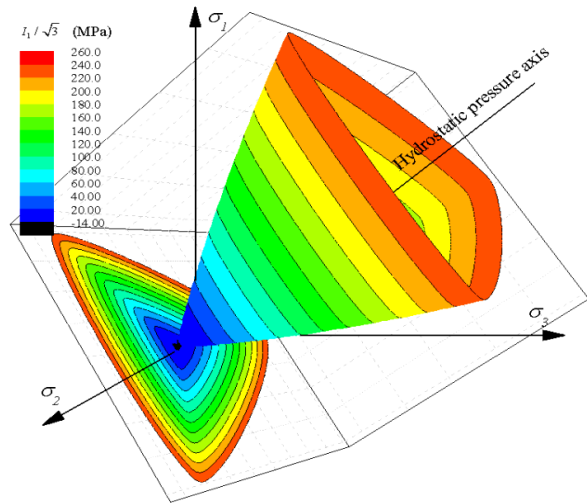 I₁ / √3 (MPa)
260.0
240.0
220.0
200.0
180.0
160.0
140.0
120.0
100.0
80.00
60.00
40.00
20.00
-14.00
σ₁
Hydrostatic pressure axis
σ₃
σ₂